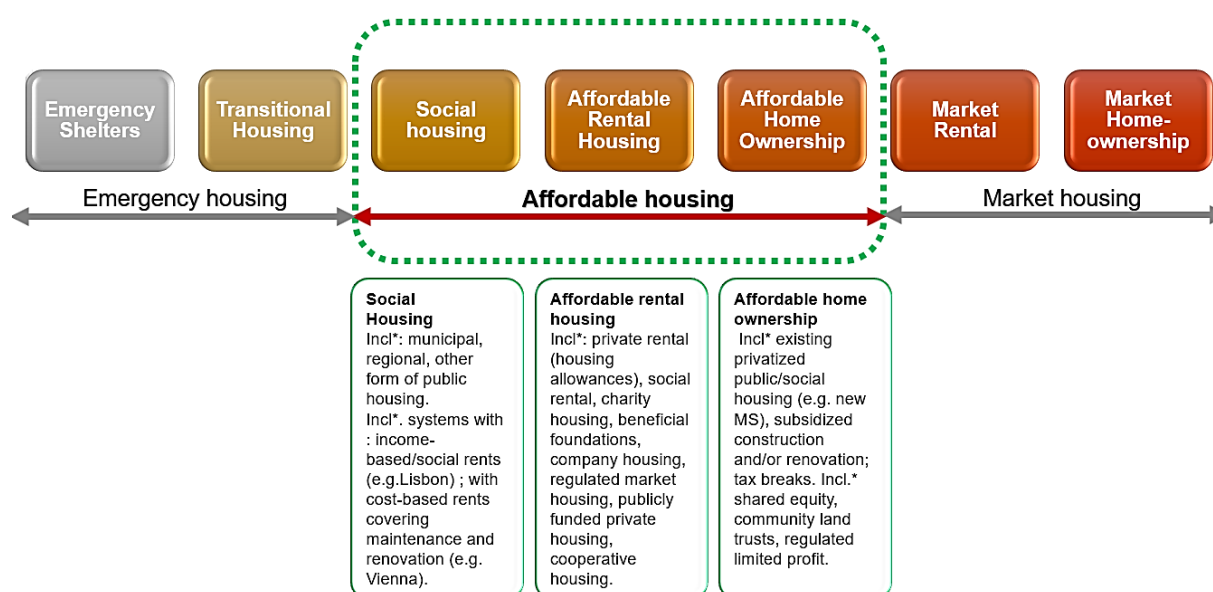 Emergency
Shelters
Transitional
Housing
Social
housing
Affordable
Rental
Housing
Affordable
Home
Ownership
Market
Rental
Market
Home-
ownership
Emergency housing
Affordable housing
Market housing
Social
Housing
Incl*: municipal,
regional, other
form of public
housing.
Incl*. systems with
: income-
based/social rents
(e.g.Lisbon) ; with
cost-based rents
covering
maintenance and
renovation (e.g.
Vienna).
Affordable rental
housing
Incl*: private rental
(housing
allowances), social
rental, charity
housing, beneficial
foundations,
company housing,
regulated market
housing, publicly
funded private
housing,
cooperative
housing.
Affordable home
ownership
Incl* existing
privatized
public/social
housing (e.g. new
MS), subsidized
construction
and/or renovation;
tax breaks. Incl.*
shared equity,
community land
trusts, regulated
limited profit.